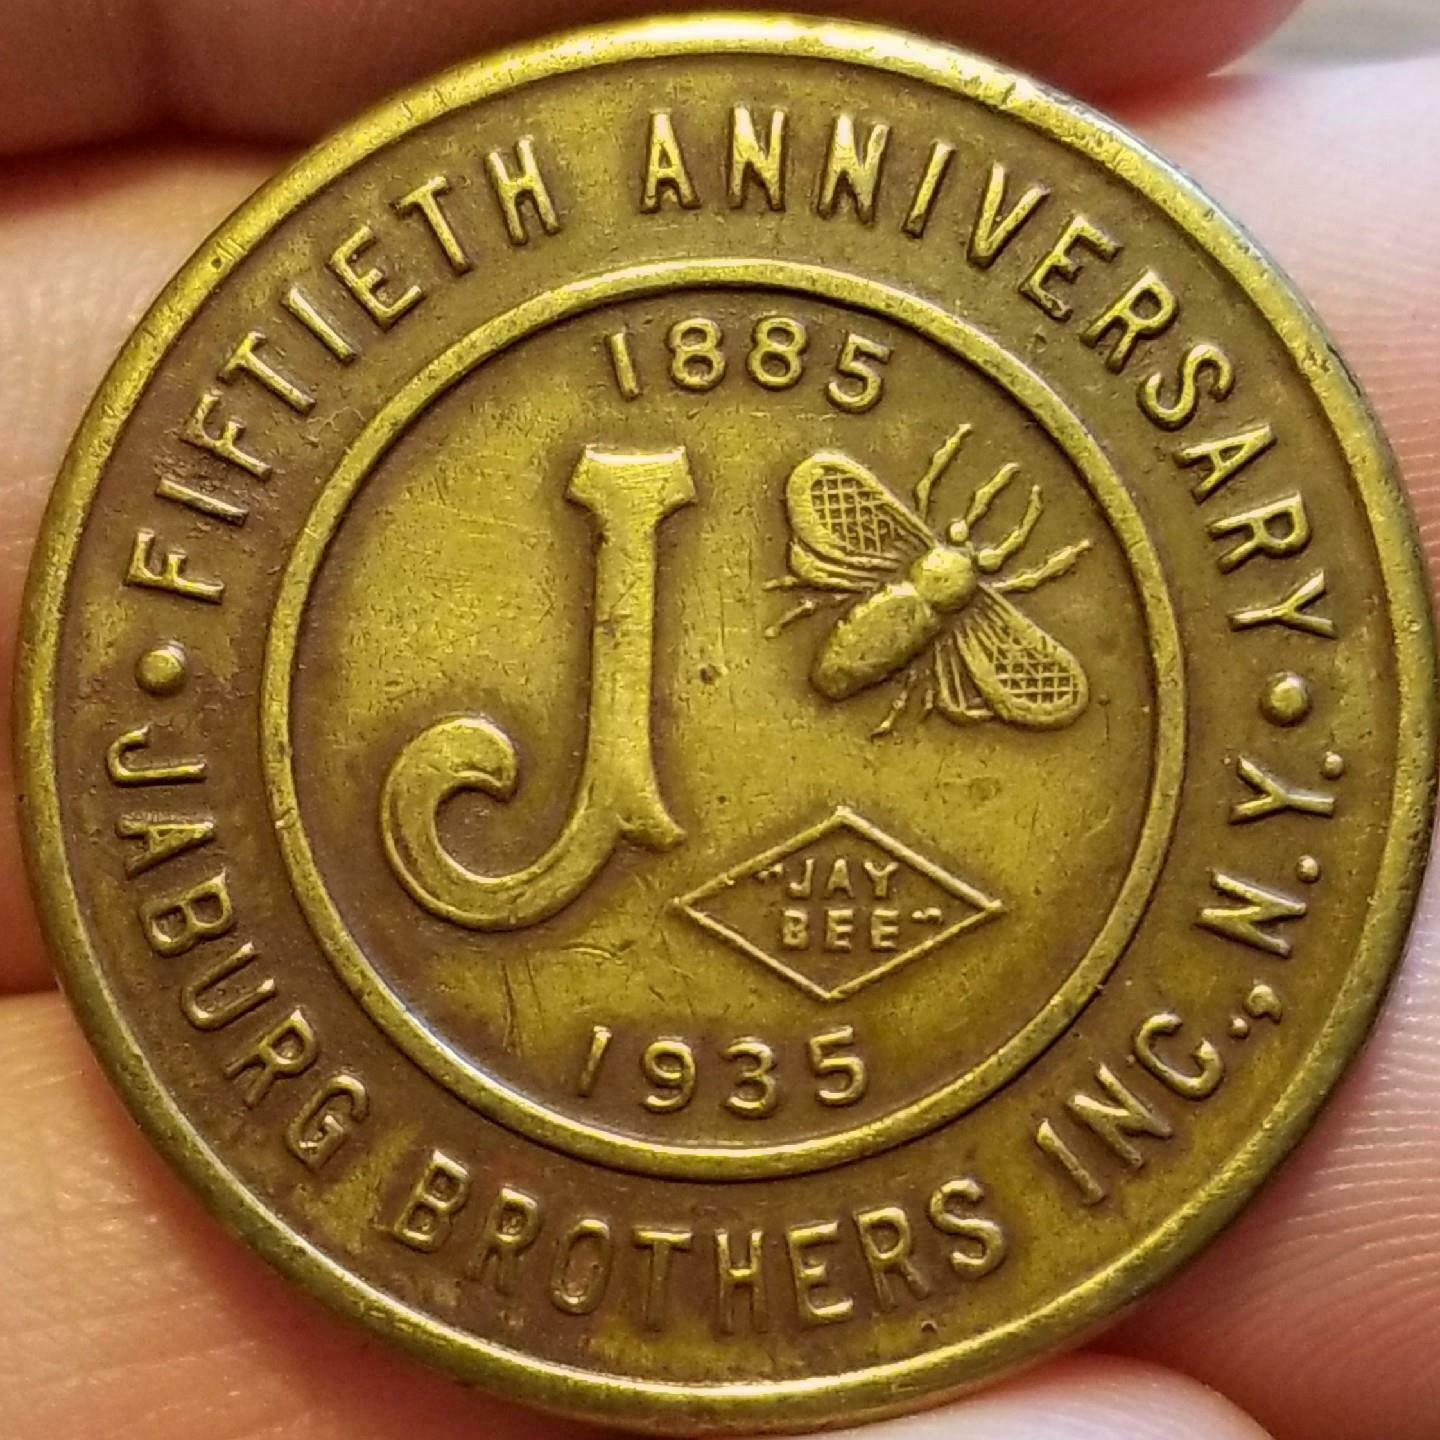 • FIFTIETH ANNIVERSARY •
1885
J
"JAY
BEE"
1935
JABURG BROTHERS INC., N.Y.